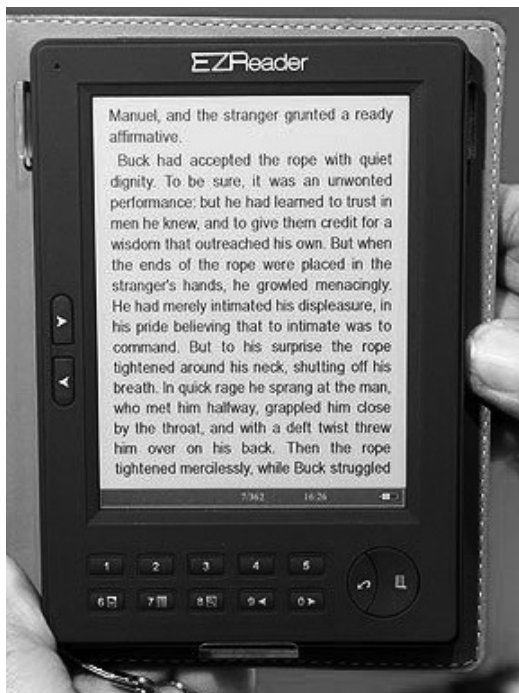 EZReader
Manuel, and the stranger grunted a ready
affirmative.
Buck had accepted the rope with quiet
dignity. To be sure, it was an unwonted
performance: but he had learned to trust in
men he knew, and to give them credit for a
wisdom that outreached his own. But when
the ends of the rope were placed in the
stranger's hands, he growled menacingly.
He had merely intimated his displeasure, in
his pride believing that to intimate was to
command. But to his surprise the rope
tightened around his neck, shutting off his
breath. In quick rage he sprang at the man,
who met him halfway, grappled him close
by the throat, and with a deft twist threw
him over on his back. Then the rope
tightened mercilessly, while Buck struggled
7/362 16:26
1 2 3 4 5
6 7 8 9 0